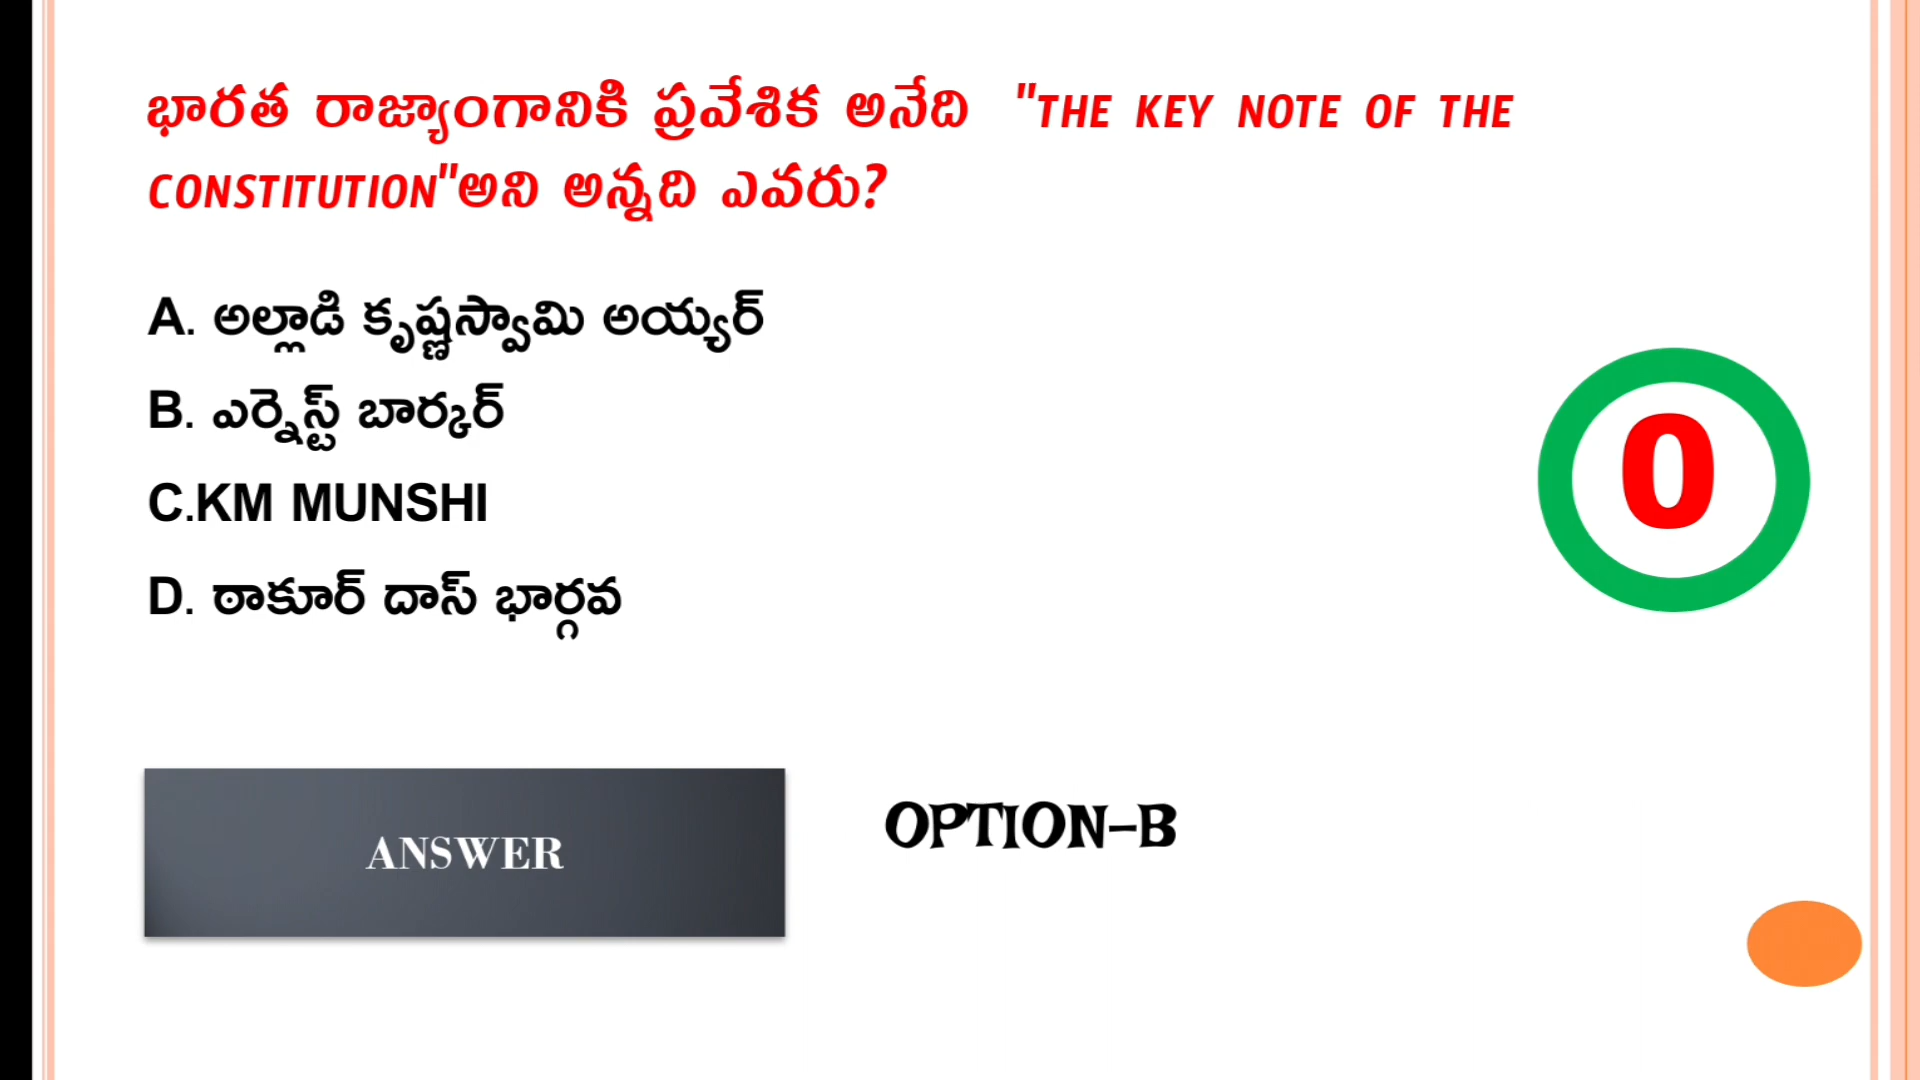 భారత రాజ్యాంగానికి ప్రవేశిక అనేది "THE KEY NOTE OF THE
CONSTITUTION"అని అన్నది ఎవరు?
A. అల్లాడి కృష్ణస్వామి అయ్యర్
B. ఎర్నెస్ట్ బార్కర్
C.KM MUNSHI
D. ఠాకూర్ దాస్ భార్గవ
0
ANSWER
OPTION-B